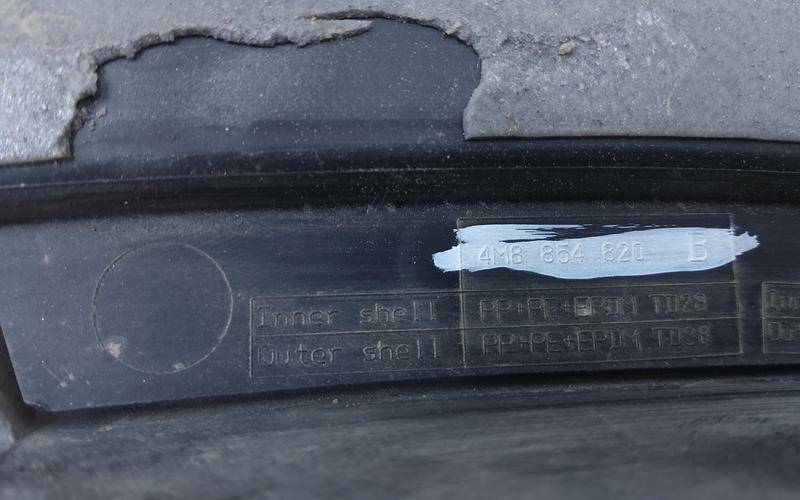 4M8 854 820 B
Inner shell PP+PE+EPDM TD28
Outer shell PP+PE+EPDM TD38